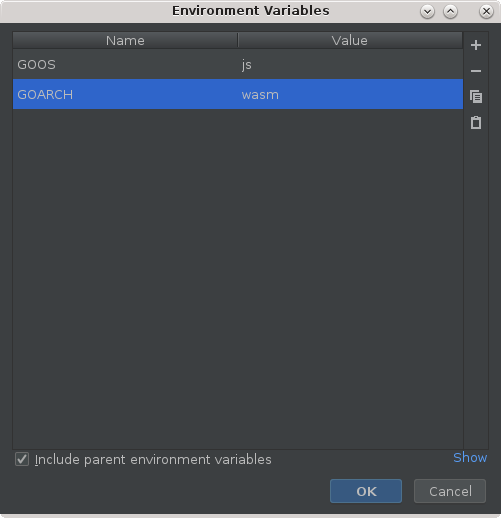 Environment Variables
Name Value
GOOS js
GOARCH wasm
Include parent environment variables Show
OK Cancel